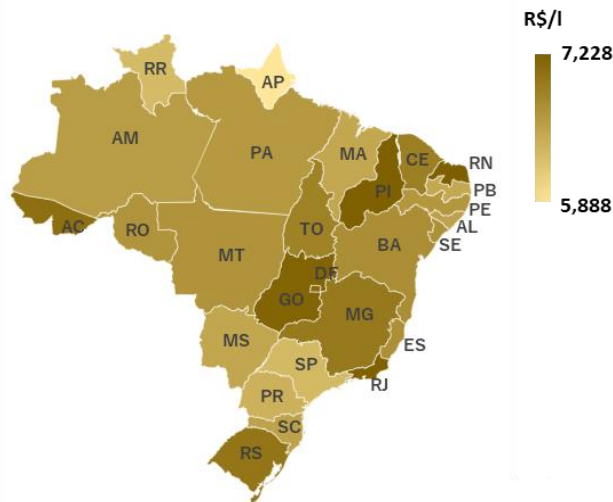 R$/l
7,228
5,888
RR
AP
AM
PA
MA
CE
RN
PI
PB
PE
AL
SE
AC
RO
TO
BA
MT
DF
GO
MG
ES
MS
SP
RJ
PR
SC
RS